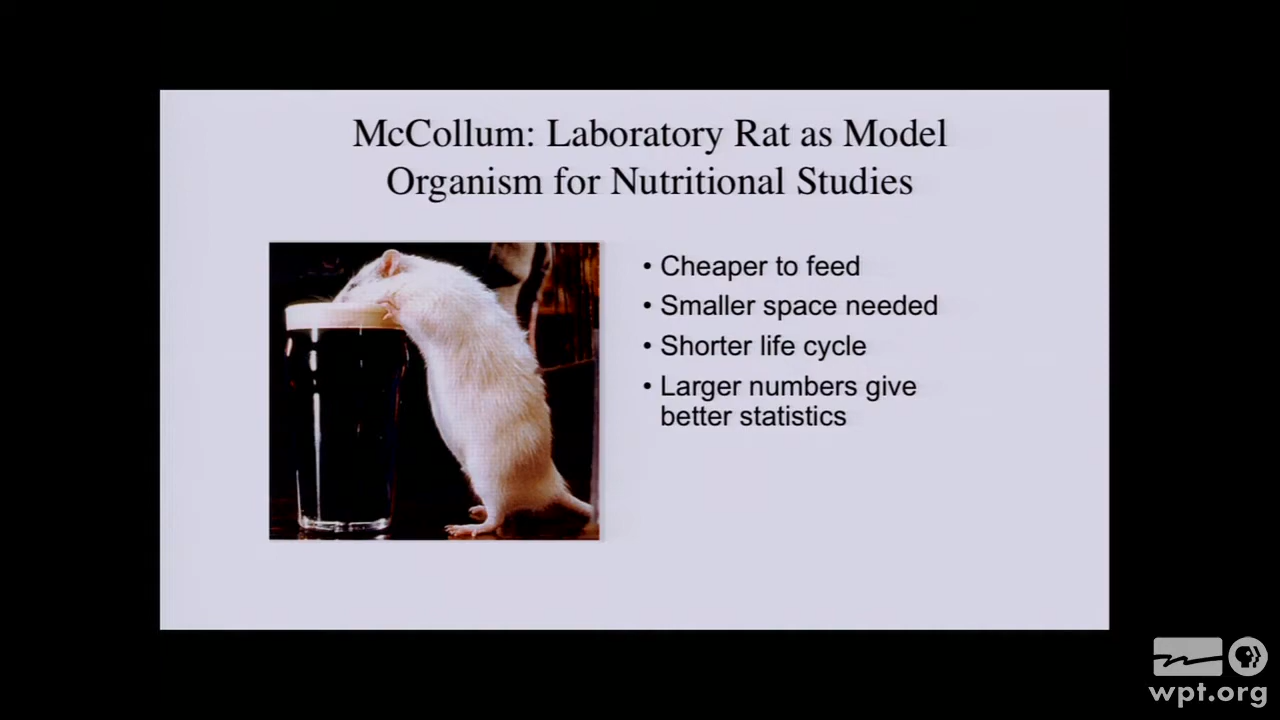 McCollum: Laboratory Rat as Model
Organism for Nutritional Studies
• Cheaper to feed
• Smaller space needed
• Shorter life cycle
• Larger numbers give
better statistics
wpt.org